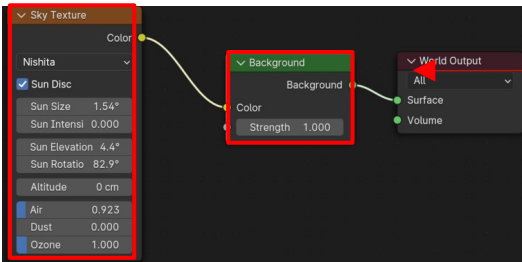 Sky Texture
Color
Nishita
Sun Disc
Sun Size 1.54°
Sun Intensi 0.000
Sun Elevation 4.4°
Sun Rotatio 82.9°
Altitude 0 cm
Air 0.923
Dust 0.000
Ozone 1.000
Background
Background
Color
Strength 1.000
World Output
All
Surface
Volume